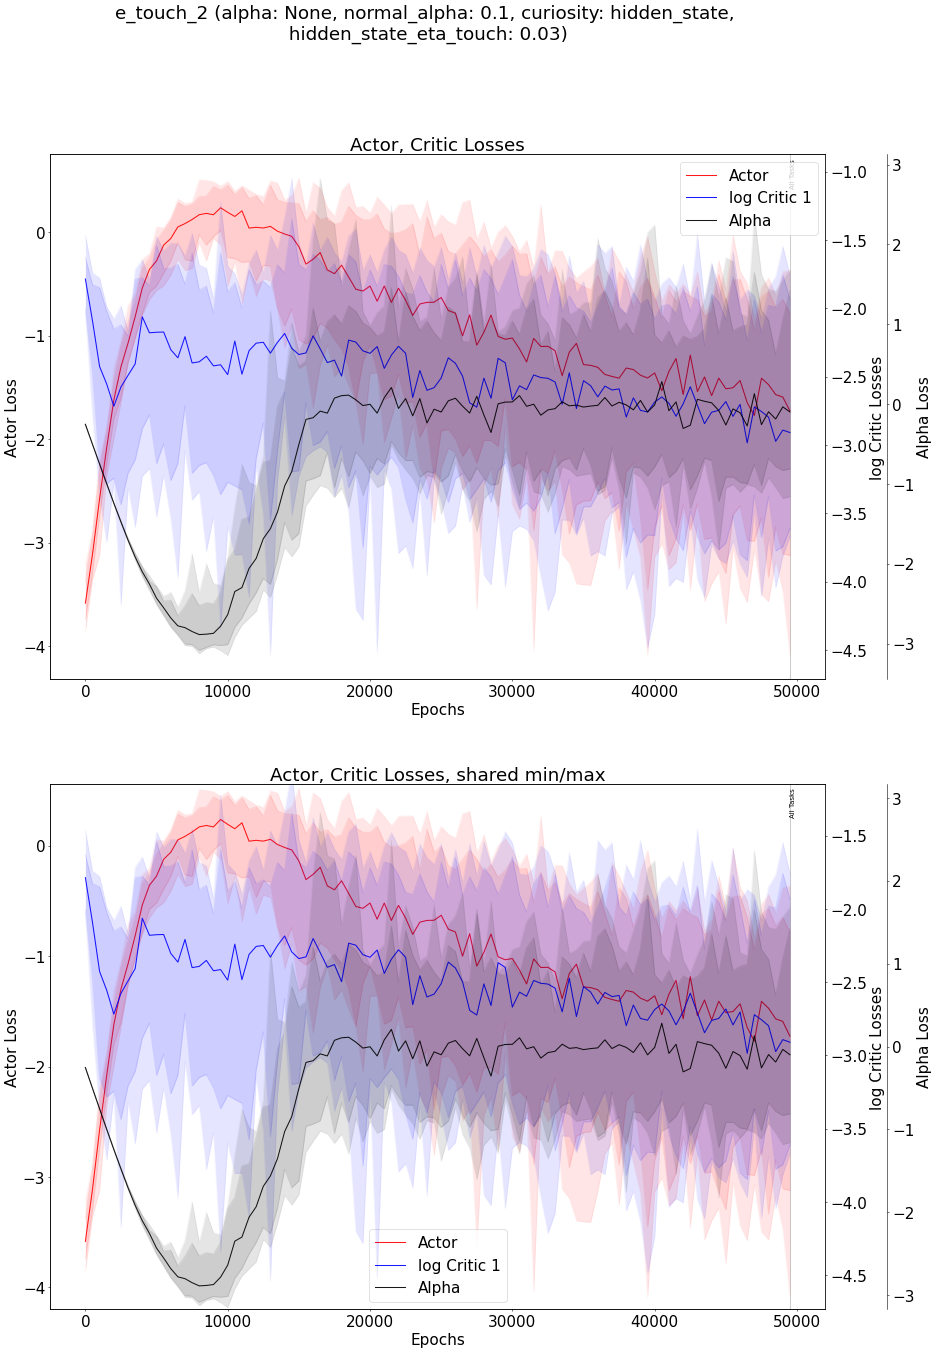 e_touch_2 (alpha: None, normal_alpha: 0.1, curiosity: hidden_state,
hidden_state_eta_touch: 0.03)
Actor, Critic Losses
Actor
log Critic 1
Alpha
All Tasks
0
−1
−2
−3
−4
Actor Loss
−1.0
−1.5
−2.0
−2.5
−3.0
−3.5
−4.0
−4.5
log Critic Losses
3
2
1
0
−1
−2
−3
Alpha Loss
0
10000
20000
30000
40000
50000
Epochs
Actor, Critic Losses, shared min/max
All Tasks
0
−1
−2
−3
−4
Actor Loss
−1.5
−2.0
−2.5
−3.0
−3.5
−4.0
−4.5
log Critic Losses
3
2
1
0
−1
−2
−3
Alpha Loss
Actor
log Critic 1
Alpha
0
10000
20000
30000
40000
50000
Epochs